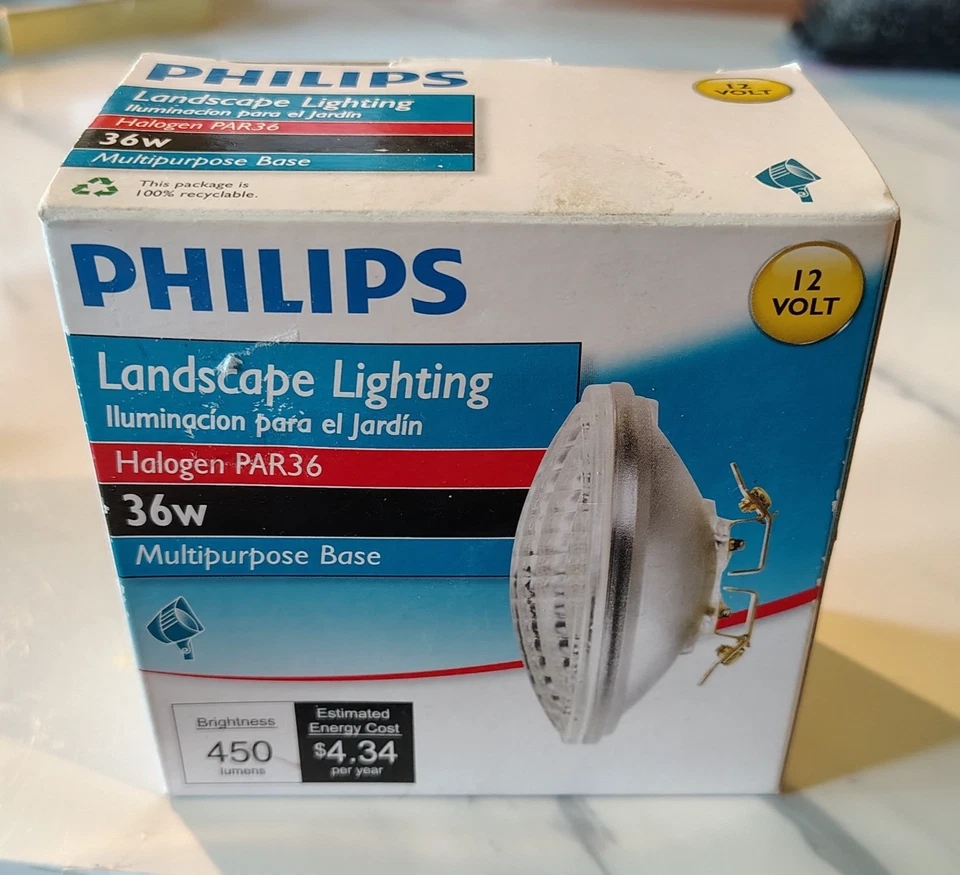 PHILIPS
12
VOLT
Landscape Lighting
Iluminacion para el Jardín
Halogen PAR36
36w
Multipurpose Base
This package is
100% recyclable.
PHILIPS
12
VOLT
Landscape Lighting
Iluminacíon para el Jardín
Halogen PAR36
36w
Multipurpose Base
Brightness
450
lumens
Estimated
Energy Cost
$4.34
per year